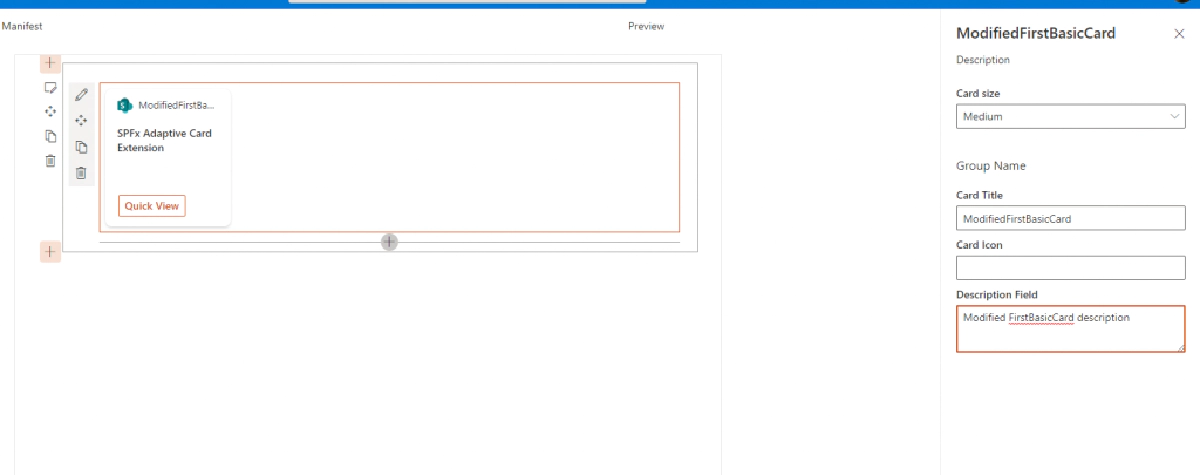 Manifest
Preview
ModifiedFirstBa...
SPFx Adaptive Card
Extension
Quick View
ModifiedFirstBasicCard
Description
Card size
Medium
Group Name
Card Title
ModifiedFirstBasicCard
Card Icon
Description Field
Modified FirstBasicCard description